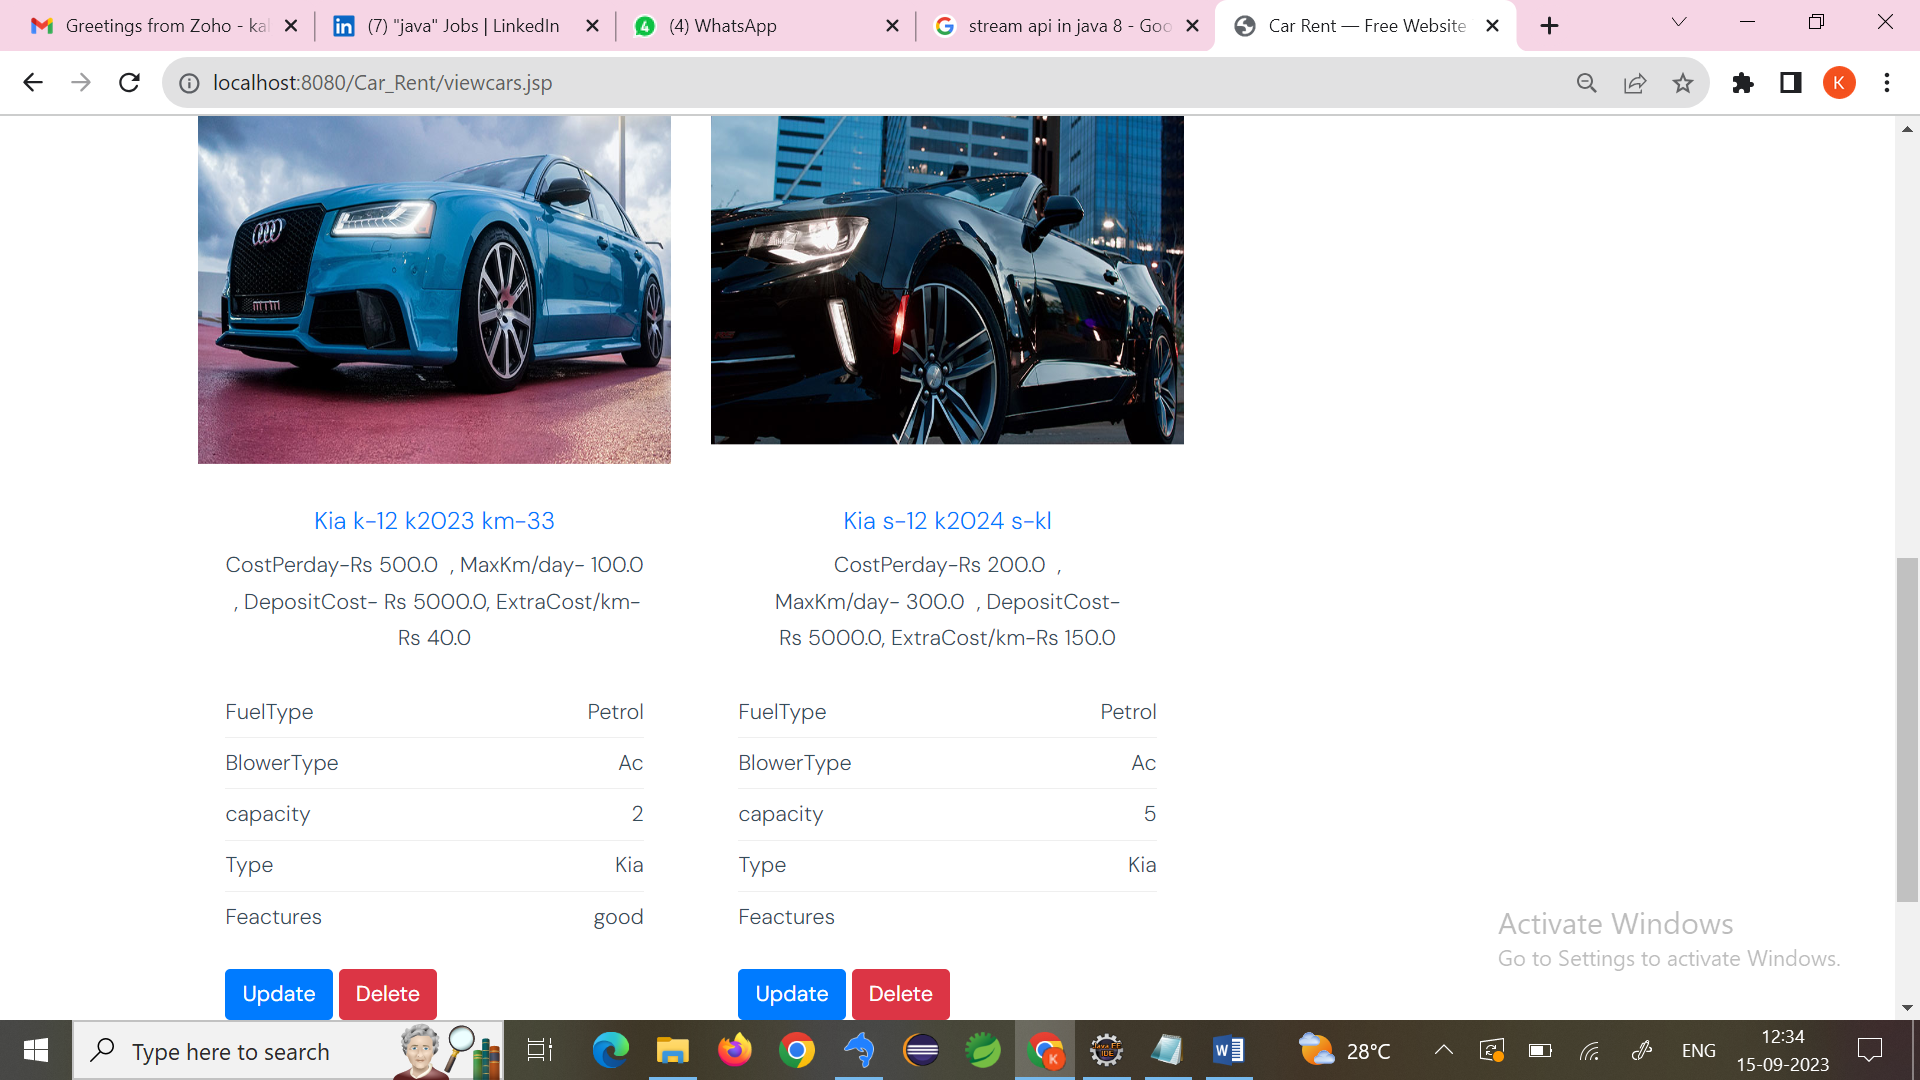 Greetings from Zoho - kal
(7) "java" Jobs | LinkedIn
(4) WhatsApp
stream api in java 8 - Goo
Car Rent — Free Website
localhost:8080/Car_Rent/viewcars.jsp
K
Kia k-12 k2023 km-33
CostPerday-Rs 500.0 , MaxKm/day- 100.0
, DepositCost- Rs 5000.0, ExtraCost/km-
Rs 40.0
FuelType Petrol
BlowerType Ac
capacity 2
Type Kia
Feactures good
Update Delete
Kia s-12 k2024 s-kl
CostPerday-Rs 200.0 ,
MaxKm/day- 300.0 , DepositCost-
Rs 5000.0, ExtraCost/km-Rs 150.0
FuelType Petrol
BlowerType Ac
capacity 5
Type Kia
Feactures
Update Delete
Activate Windows
Go to Settings to activate Windows.
Type here to search
28°C
ENG
12:34
15-09-2023